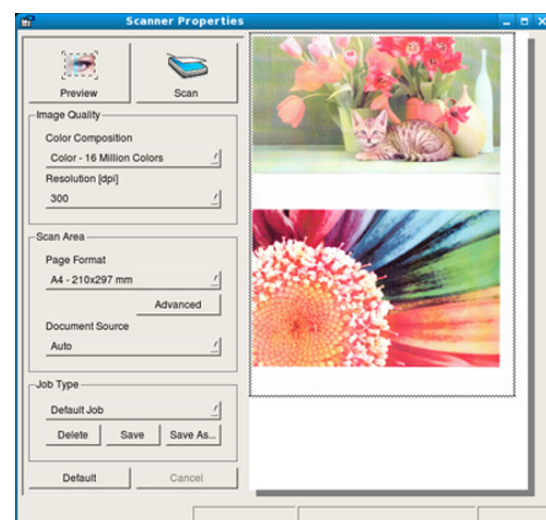 Scanner Properties
Preview
Scan
Image Quality
Color Composition
Color - 16 Million Colors
Resolution [dpi]
300
Scan Area
Page Format
A4 - 210x297 mm
Advanced
Document Source
Auto
Job Type
Default Job
Delete
Save
Save As...
Default
Cancel